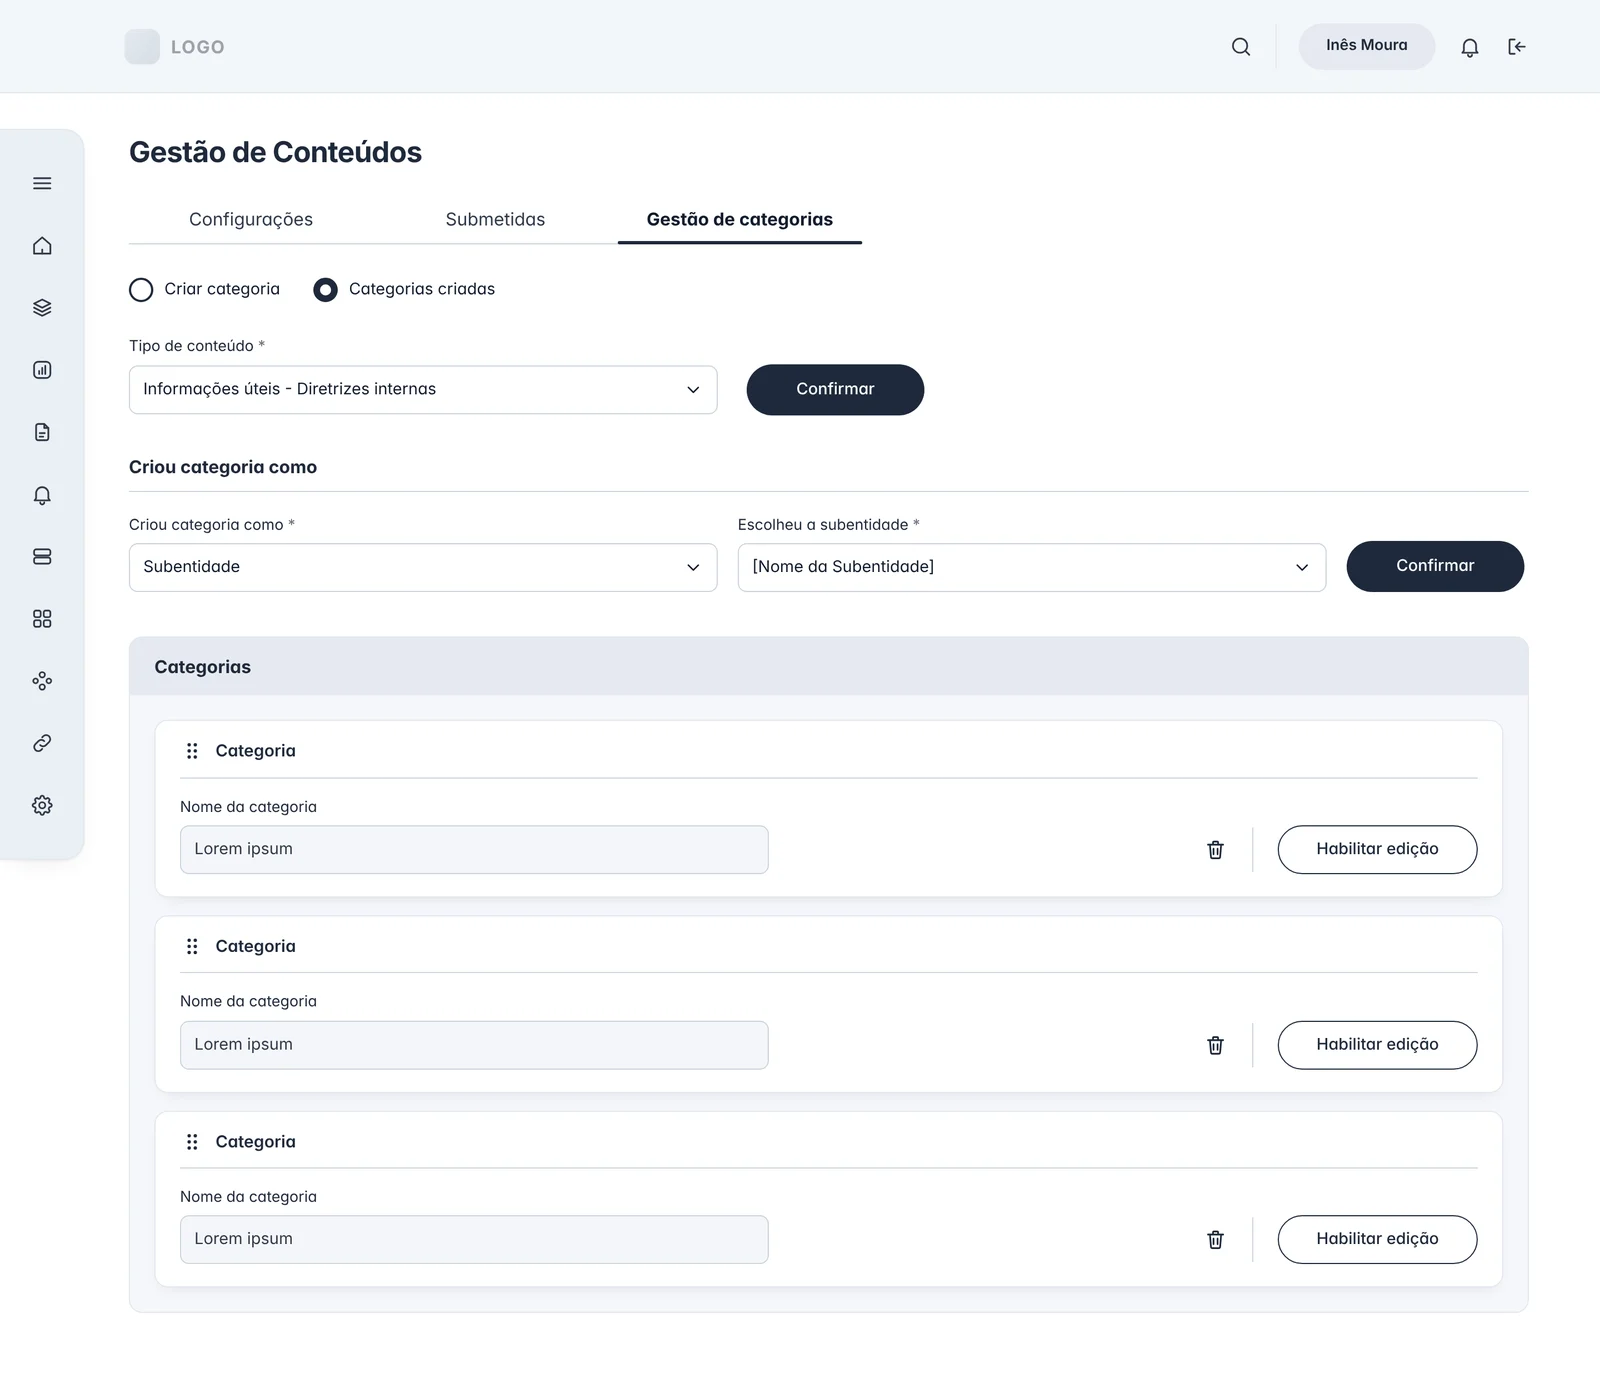 LOGO
Inês Moura
Gestão de Conteúdos
Configurações
Submetidas
Gestão de categorias
Criar categoria
Categorias criadas
Tipo de conteúdo *
Informações úteis - Diretrizes internas
Confirmar
Criou categoria como
Criou categoria como *
Escolheu a subentidade *
Subentidade
[Nome da Subentidade]
Confirmar
Categorias
Categoria
Nome da categoria
Lorem ipsum
Habilitar edição
Categoria
Nome da categoria
Lorem ipsum
Habilitar edição
Categoria
Nome da categoria
Lorem ipsum
Habilitar edição